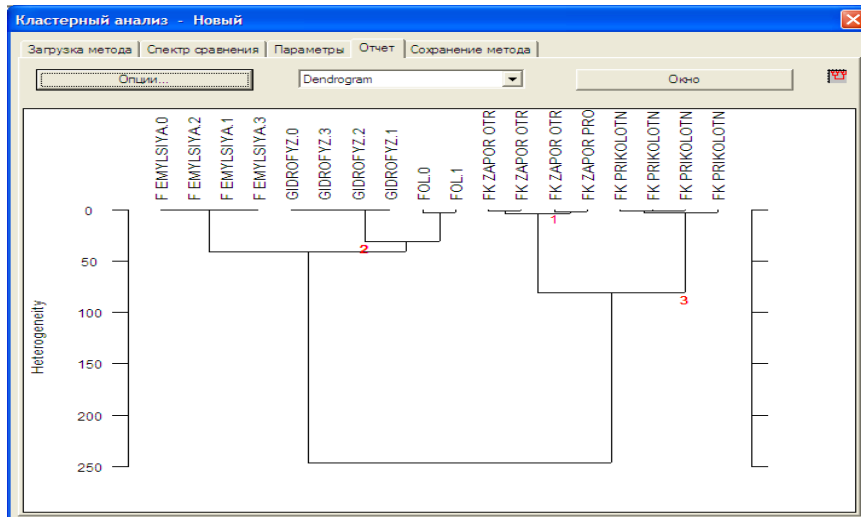 Кластерный анализ - Новый
Загрузка метода Спектр сравнения Параметры Отчет Сохранение метода
Опции... Dendrogram Окно
F EMYLSIYA.0
F EMYLSIYA.2
F EMYLSIYA.1
F EMYLSIYA.3
GIDROFYZ.0
GIDROFYZ.3
GIDROFYZ.2
GIDROFYZ.1
FOL.0
FOL.1
FK ZAPOR OTR
FK ZAPOR OTR
FK ZAPOR OTR
FK ZAPOR PRO
FK PRIKOLOTN
FK PRIKOLOTN
FK PRIKOLOTN
FK PRIKOLOTN
0
1
2
50
3
100
Heterogeneity
150
200
250